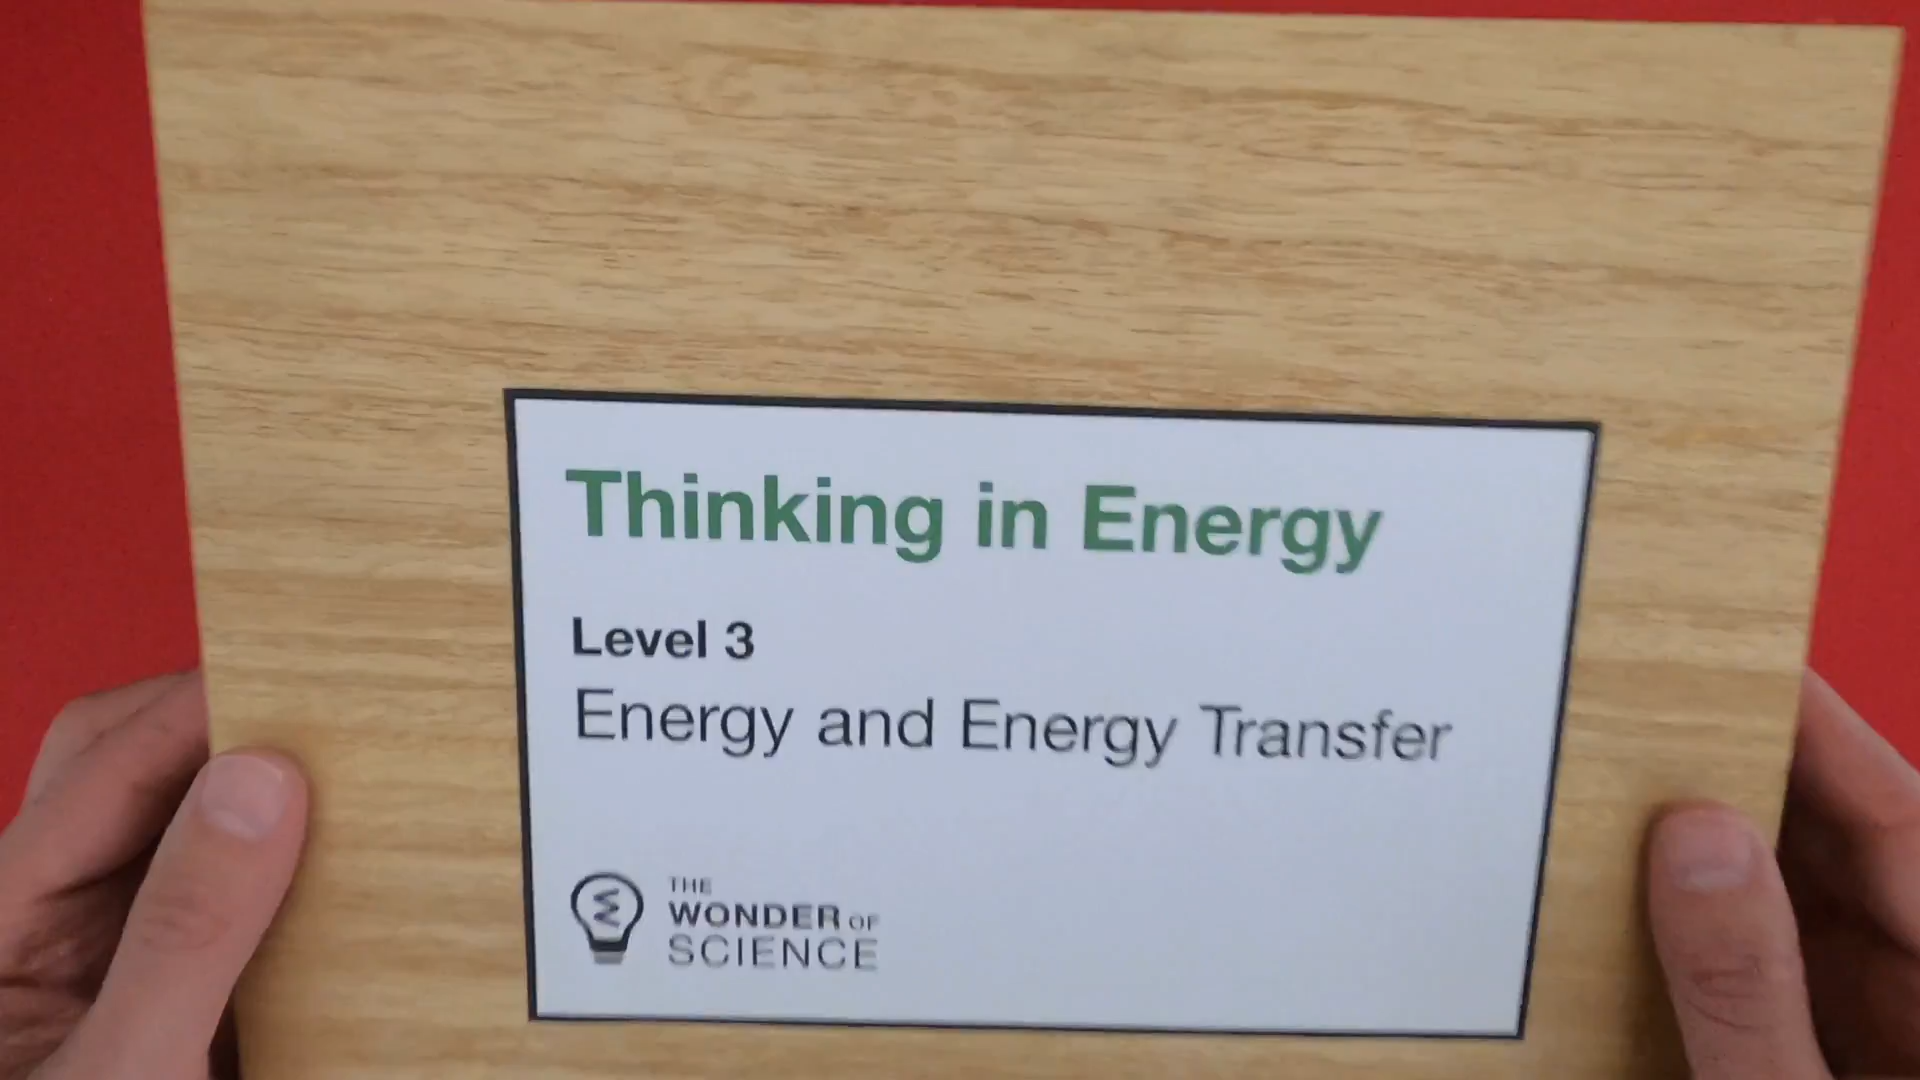 Thinking in Energy
Level 3
Energy and Energy Transfer
THE
WONDER OF
SCIENCE